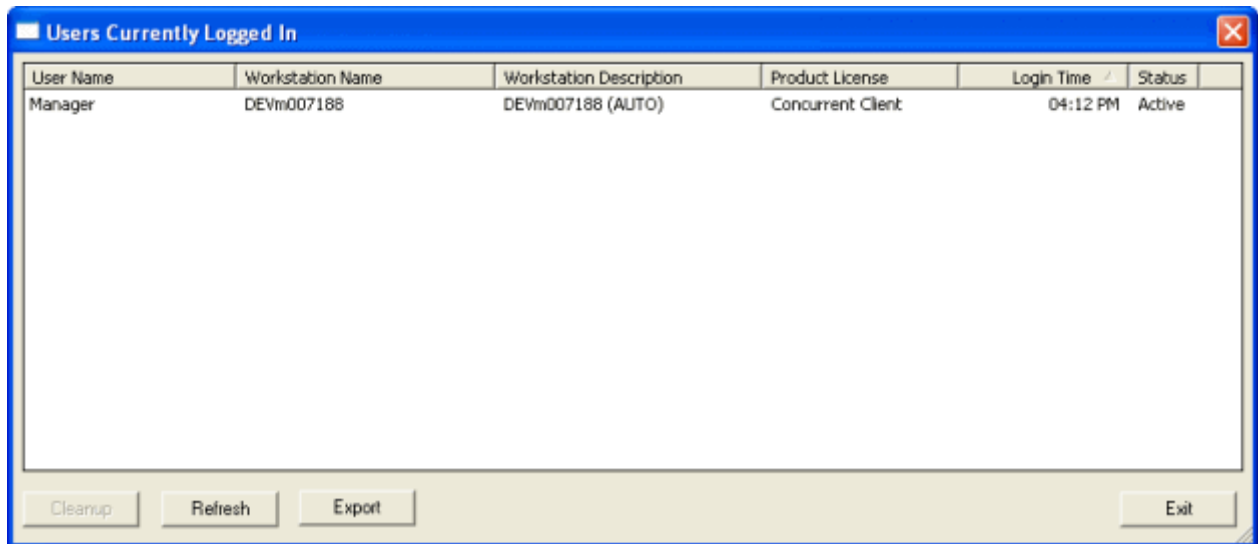 Users Currently Logged In
User Name Workstation Name Workstation Description Product License Login Time Status
Manager DEVm007188 DEVm007188 (AUTO) Concurrent Client 04:12 PM Active
Cleanup Refresh Export Exit